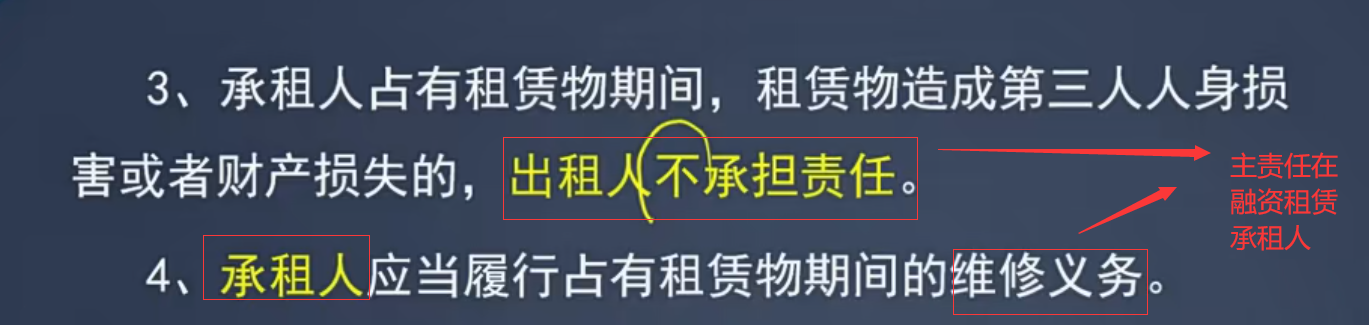 3、承租人占有租赁物期间，租赁物造成第三人人身损
害或者财产损失的，出租人不承担责任。
4、承租人应当履行占有租赁物期间的维修义务。
主责任在
融资租赁
承租人